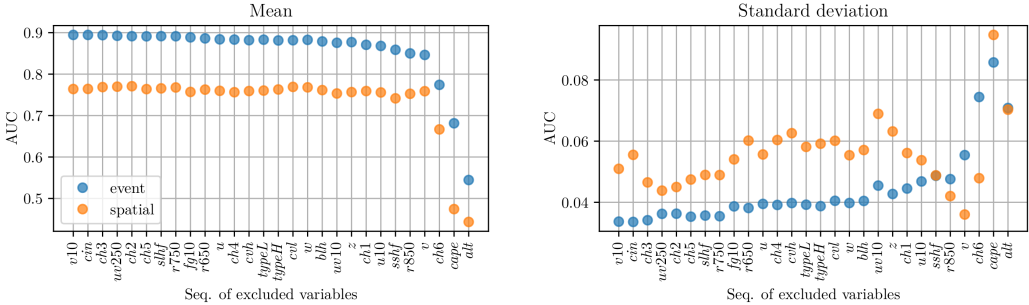 Mean
AUC
0.9
0.8
0.7
0.6
0.5
event
spatial
v10 cin ch3 uv250 ch2 ch5 slhf r750 fg10 r650 u ch4 cvh typeL typeH cvl w blh uv10 z ch1 u10 sshf r850 v ch6 cape alt
Seq. of excluded variables
Standard deviation
AUC
0.08
0.06
0.04
v10 cin ch3 uv250 ch2 ch5 slhf r750 fg10 r650 u ch4 cvh typeL typeH cvl w blh uv10 z ch1 u10 sshf r850 v ch6 cape alt
Seq. of excluded variables